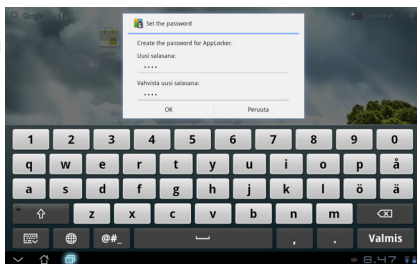 Google
Set the password
Create the password for AppLocker.
Uusi salasana:
••••
Vahvista uusi salasana:
••••
OK Peruuta
1 2 3 4 5 6 7 8 9 0
q w e r t y u i o p å
a s d f g h j k l ö ä
z x c v b n m
@#_ , . Valmis
8.47